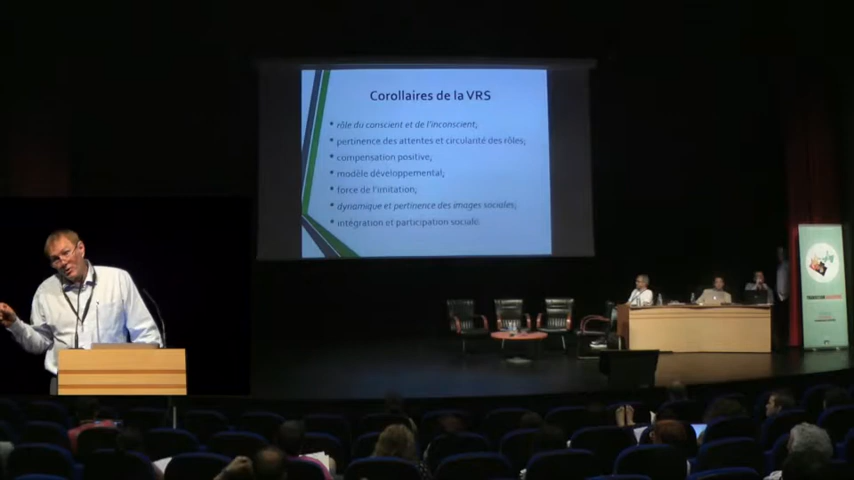 Corollaires de la VRS
• rôle du conscient et de l'inconscient;
• pertinence des attentes et circularité des rôles;
• compensation positive;
• modèle développemental;
• force de l'imitation;
• dynamique et pertinence des images sociales;
• intégration et participation sociale.